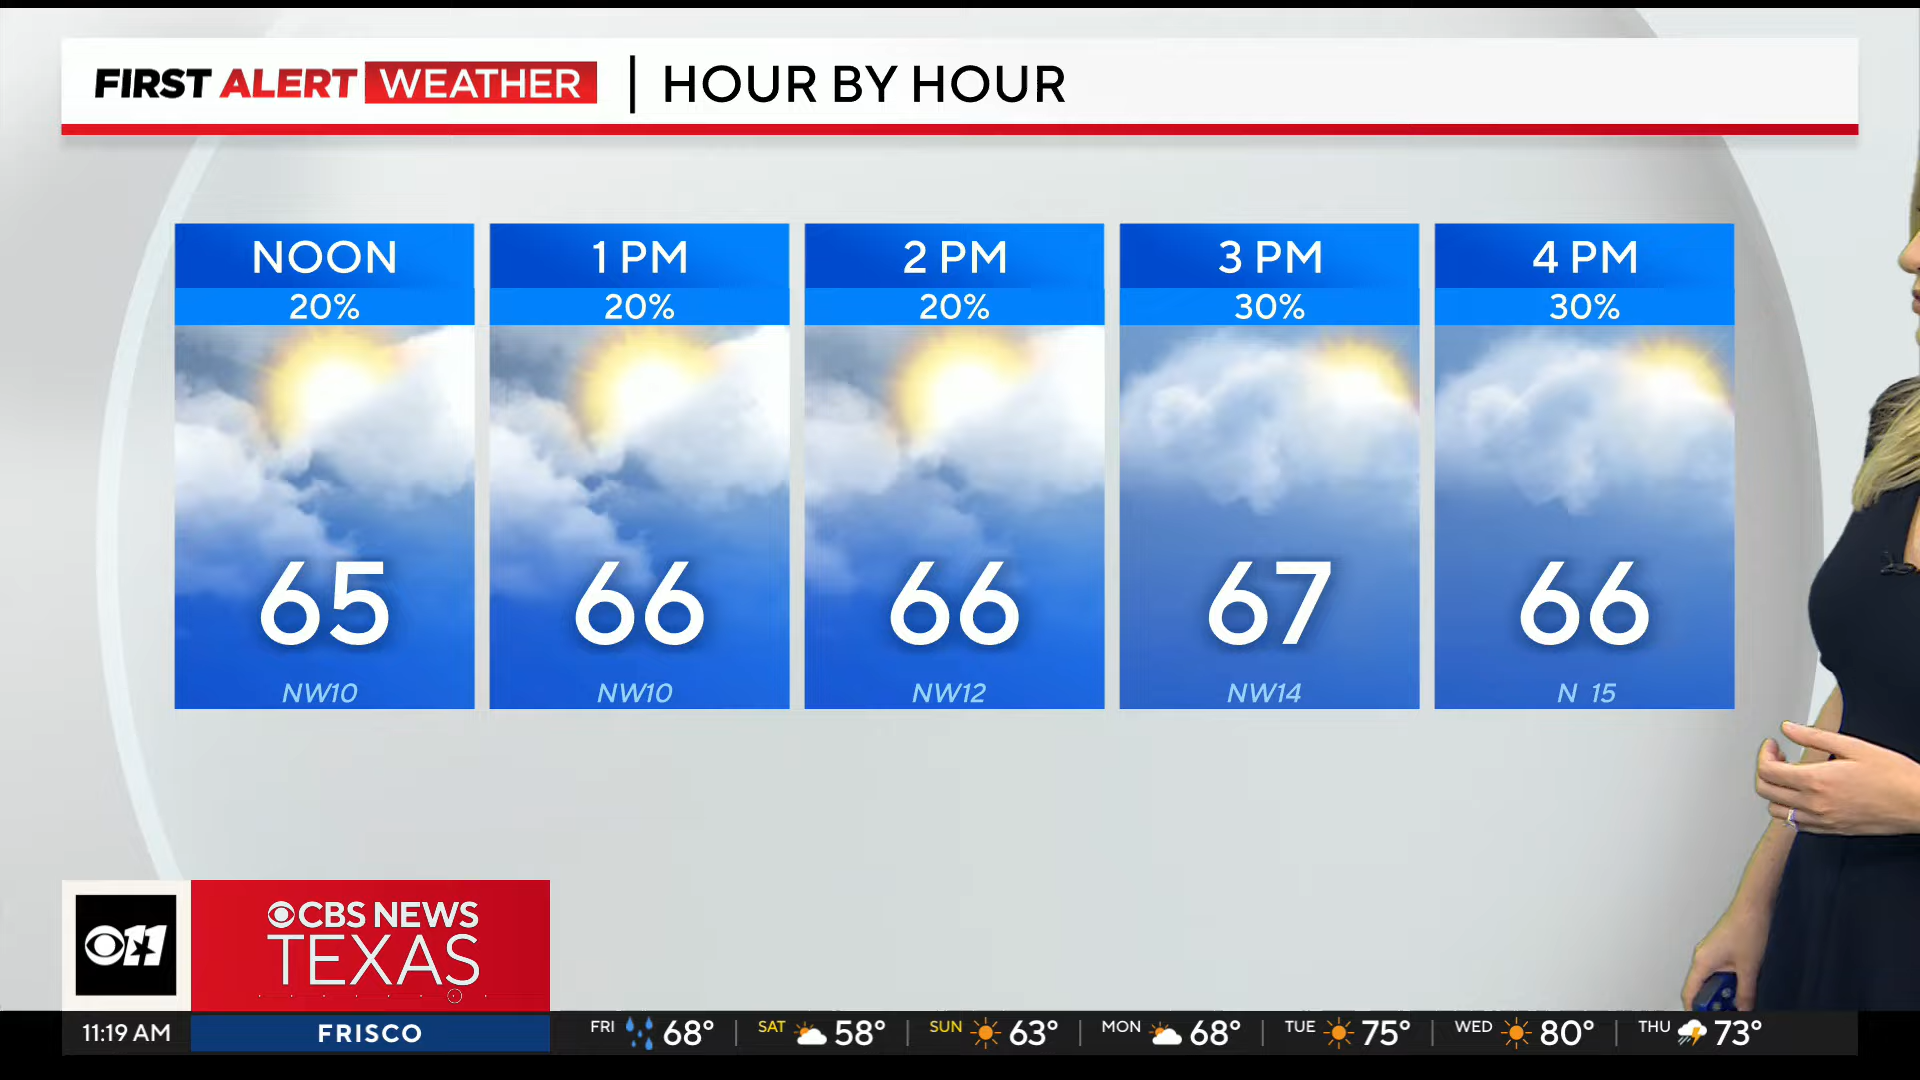 FIRST ALERT WEATHER | HOUR BY HOUR
NOON
20%
65
NW10
1 PM
20%
66
NW10
2 PM
20%
66
NW12
3 PM
30%
67
NW14
4 PM
30%
66
N 15
11
CBS NEWS
TEXAS
11:19 AM
FRISCO
FRI 68° | SAT 58° | SUN 63° | MON 68° | TUE 75° | WED 80° | THU 73°